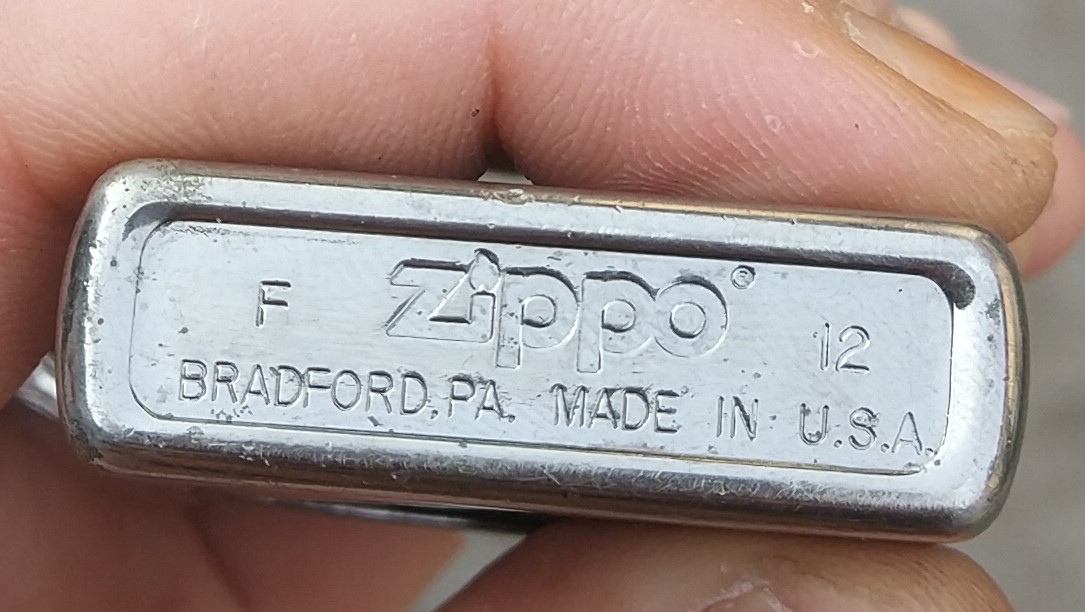 F Zippo® 12
BRADFORD, PA. MADE IN U.S.A.